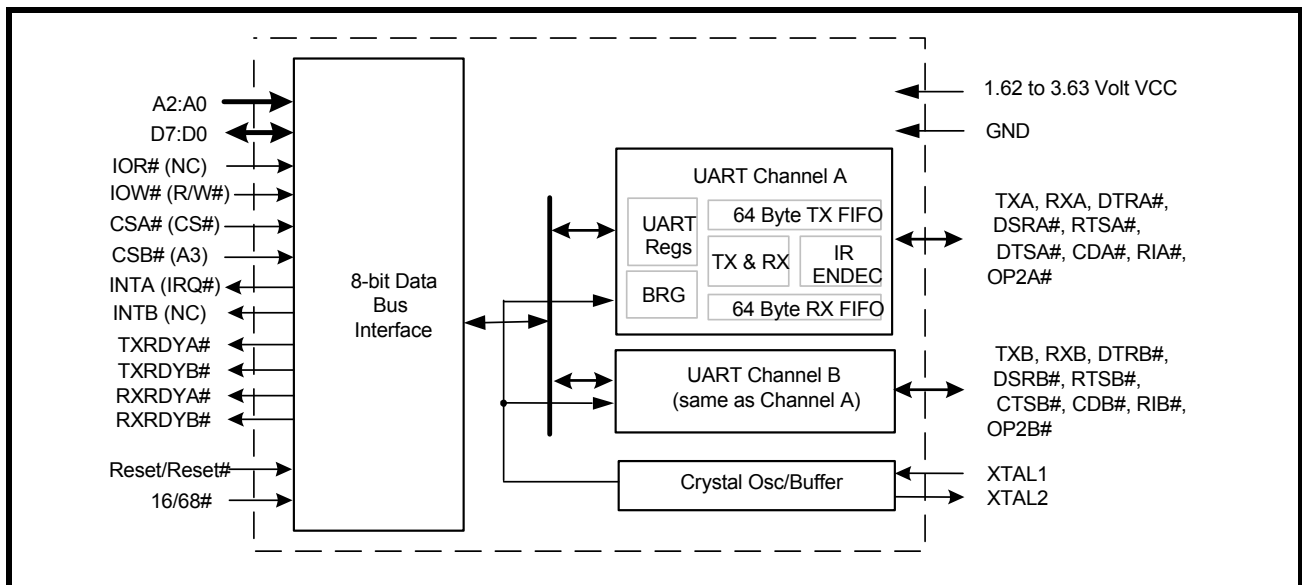 A2:A0
D7:D0
IOR# (NC)
IOW# (R/W#)
CSA# (CS#)
CSB# (A3)
INTA (IRQ#)
INTB (NC)
TXRDYA#
TXRDYB#
RXRDYA#
RXRDYB#
Reset/Reset#
16/68#
8-bit Data
Bus
Interface
UART Channel A
UART
Regs
BRG
64 Byte TX FIFO
TX & RX
IR
ENDEC
64 Byte RX FIFO
UART Channel B
(same as Channel A)
Crystal Osc/Buffer
1.62 to 3.63 Volt VCC
GND
TXA, RXA, DTRA#,
DSRA#, RTSA#,
DTSA#, CDA#, RIA#,
OP2A#
TXB, RXB, DTRB#,
DSRB#, RTSB#,
CTSB#, CDB#, RIB#,
OP2B#
XTAL1
XTAL2